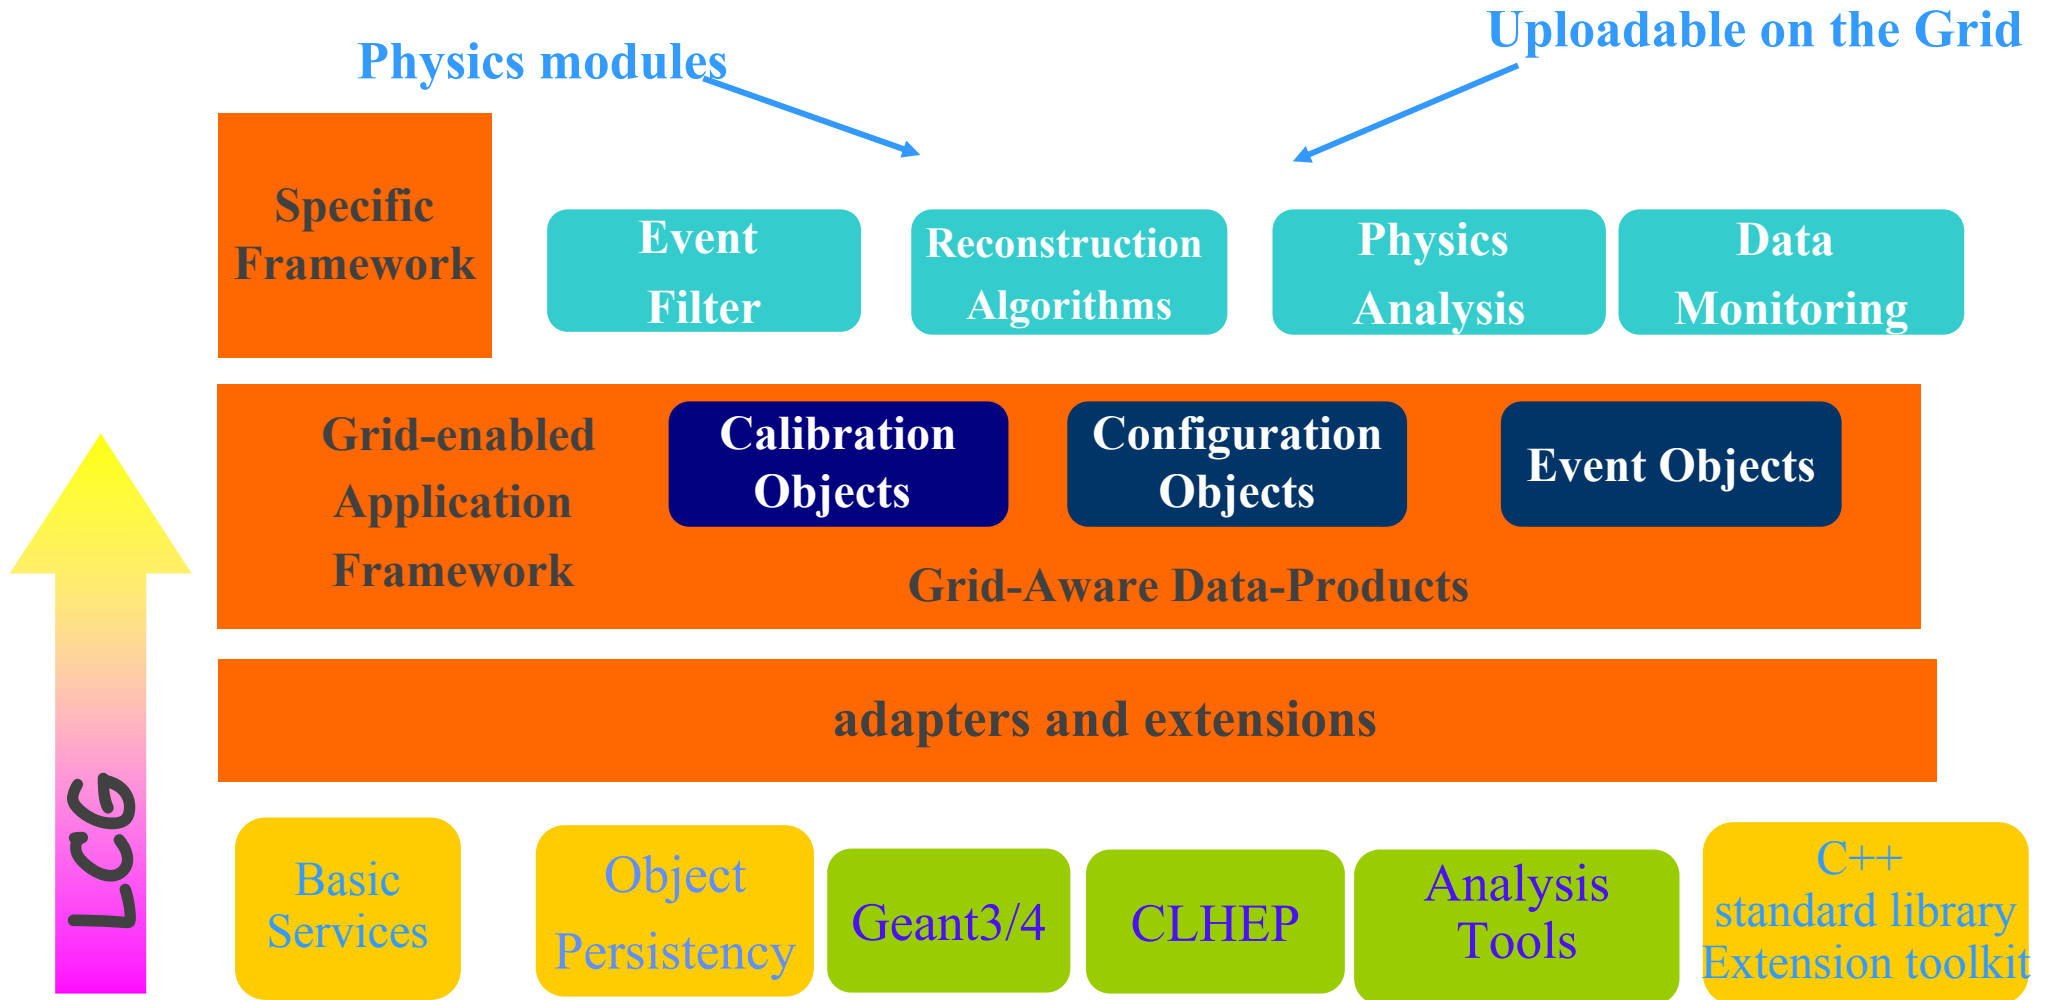 Physics modules
Uploadable on the Grid
Specific
Framework
Event
Filter
Reconstruction
Algorithms
Physics
Analysis
Data
Monitoring
Grid-enabled
Application
Framework
Calibration
Objects
Configuration
Objects
Event Objects
Grid-Aware Data-Products
adapters and extensions
LCG
Basic
Services
Object
Persistency
Geant3/4
CLHEP
Analysis
Tools
C++
standard library
Extension toolkit